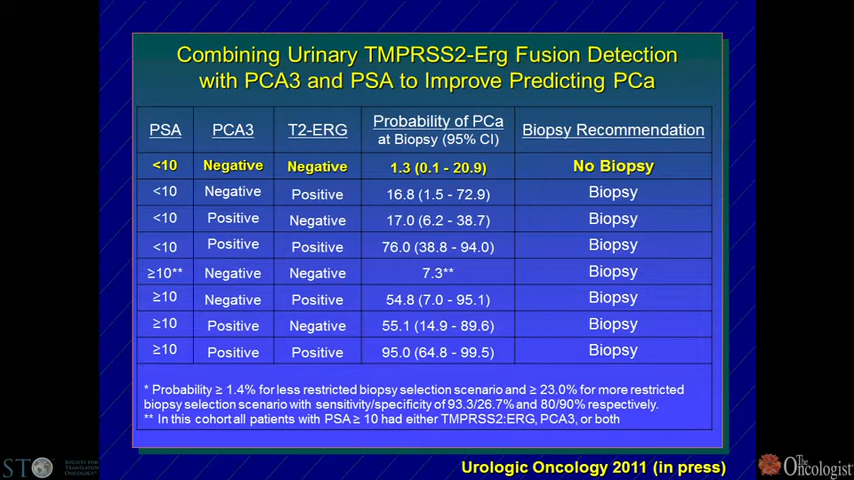 Combining Urinary TMPRSS2-Erg Fusion Detection
with PCA3 and PSA to Improve Predicting PCa
PSA PCA3 T2-ERG Probability of PCa at Biopsy (95% CI) Biopsy Recommendation
<10 Negative Negative 1.3 (0.1 - 20.9) No Biopsy
<10 Negative Positive 16.8 (1.5 - 72.9) Biopsy
<10 Positive Negative 17.0 (6.2 - 38.7) Biopsy
<10 Positive Positive 76.0 (38.8 - 94.0) Biopsy
≥10** Negative Negative 7.3** Biopsy
≥10 Negative Positive 54.8 (7.0 - 95.1) Biopsy
≥10 Positive Negative 55.1 (14.9 - 89.6) Biopsy
≥10 Positive Positive 95.0 (64.8 - 99.5) Biopsy
* Probability ≥ 1.4% for less restricted biopsy selection scenario and ≥ 23.0% for more restricted
biopsy selection scenario with sensitivity/specificity of 93.3/26.7% and 80/90% respectively.
** In this cohort all patients with PSA ≥ 10 had either TMPRSS2:ERG, PCA3, or both
Urologic Oncology 2011 (in press)
STO
SOCIETY FOR
TRANSLATIONAL
ONCOLOGY
The
Oncologist